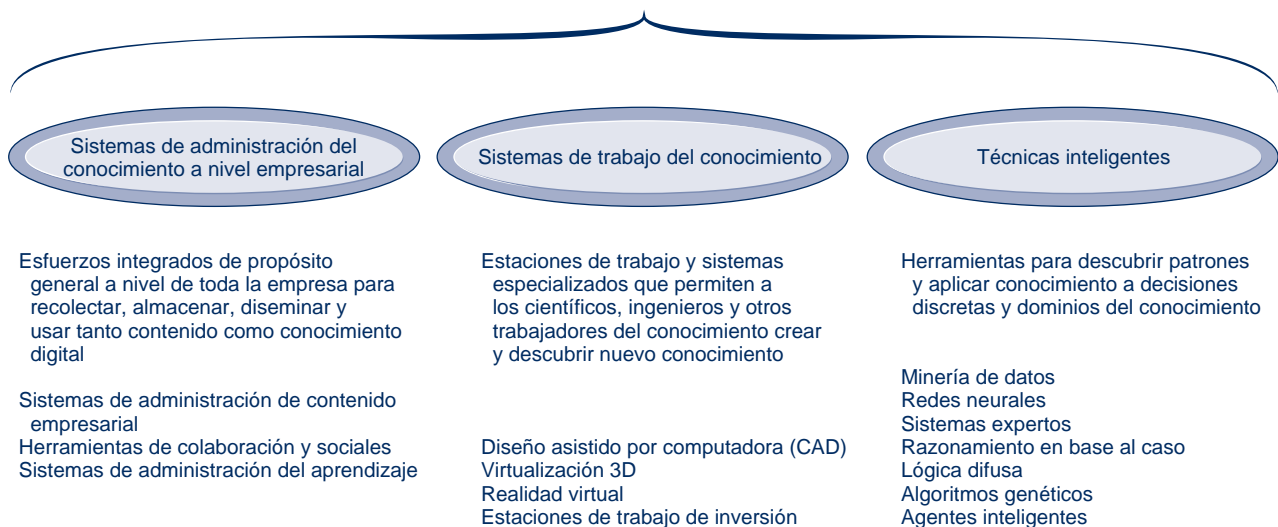 Sistemas de administración del
conocimiento a nivel empresarial
Esfuerzos integrados de propósito
general a nivel de toda la empresa para
recolectar, almacenar, diseminar y
usar tanto contenido como conocimiento
digital
Sistemas de administración de contenido
empresarial
Herramientas de colaboración y sociales
Sistemas de administración del aprendizaje
Sistemas de trabajo del conocimiento
Estaciones de trabajo y sistemas
especializados que permiten a
los científicos, ingenieros y otros
trabajadores del conocimiento crear
y descubrir nuevo conocimiento
Diseño asistido por computadora (CAD)
Virtualización 3D
Realidad virtual
Estaciones de trabajo de inversión
Técnicas inteligentes
Herramientas para descubrir patrones
y aplicar conocimiento a decisiones
discretas y dominios del conocimiento
Minería de datos
Redes neurales
Sistemas expertos
Razonamiento en base al caso
Lógica difusa
Algoritmos genéticos
Agentes inteligentes